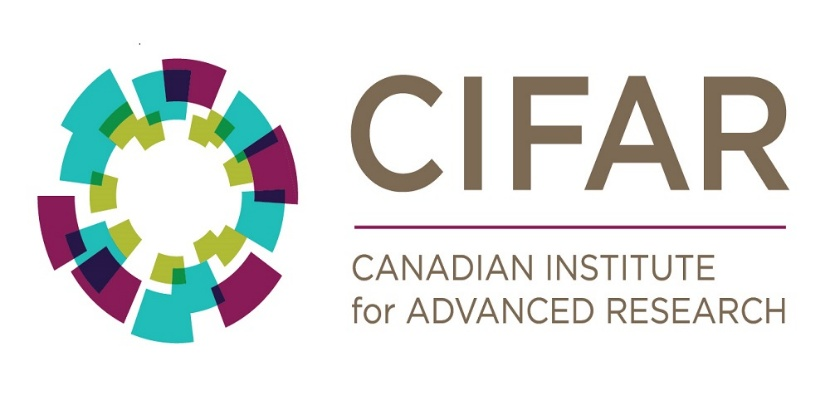 CIFAR
CANADIAN INSTITUTE
for ADVANCED RESEARCH